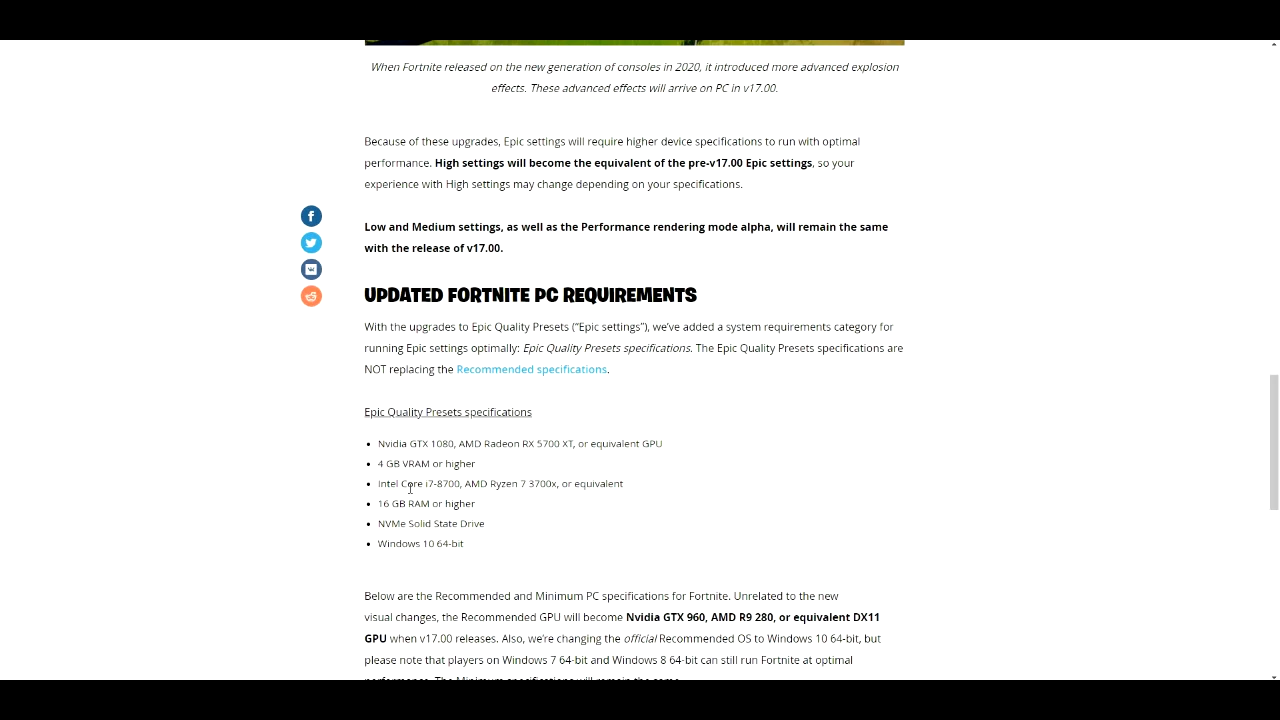 When Fortnite released on the new generation of consoles in 2020, it introduced more advanced explosion
effects. These advanced effects will arrive on PC in v17.00.
Because of these upgrades, Epic settings will require higher device specifications to run with optimal
performance. High settings will become the equivalent of the pre-v17.00 Epic settings, so your
experience with High settings may change depending on your specifications.
Low and Medium settings, as well as the Performance rendering mode alpha, will remain the same
with the release of v17.00.
UPDATED FORTNITE PC REQUIREMENTS
With the upgrades to Epic Quality Presets (“Epic settings”), we’ve added a system requirements category for
running Epic settings optimally: Epic Quality Presets specifications. The Epic Quality Presets specifications are
NOT replacing the Recommended specifications.
Epic Quality Presets specifications
• Nvidia GTX 1080, AMD Radeon RX 5700 XT, or equivalent GPU
• 4 GB VRAM or higher
• Intel Core i7-8700, AMD Ryzen 7 3700x, or equivalent
• 16 GB RAM or higher
• NVMe Solid State Drive
• Windows 10 64-bit
Below are the Recommended and Minimum PC specifications for Fortnite. Unrelated to the new
visual changes, the Recommended GPU will become Nvidia GTX 960, AMD R9 280, or equivalent DX11
GPU when v17.00 releases. Also, we’re changing the official Recommended OS to Windows 10 64-bit, but
please note that players on Windows 7 64-bit and Windows 8 64-bit can still run Fortnite at optimal
performance. The Minimum specifications will remain the same.